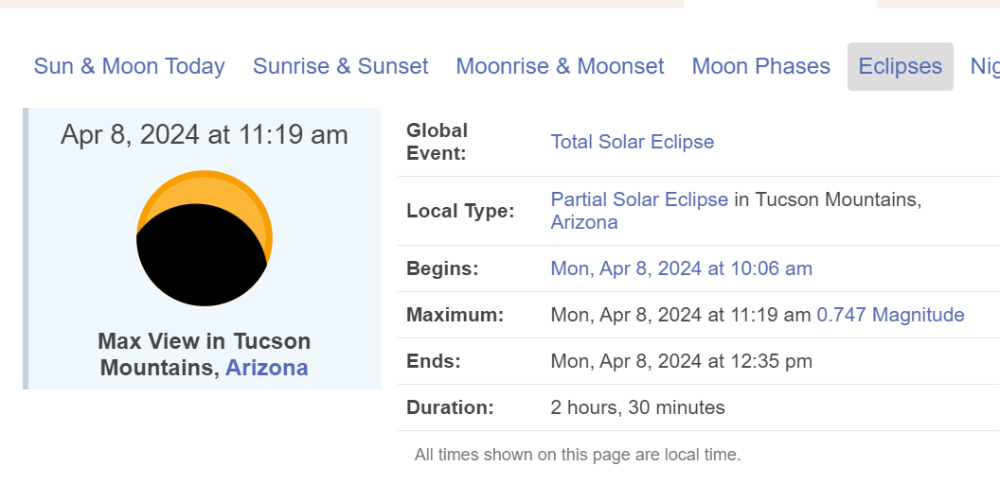 Sun & Moon Today Sunrise & Sunset Moonrise & Moonset Moon Phases Eclipses
Apr 8, 2024 at 11:19 am
Max View in Tucson
Mountains, Arizona
Global
Event:
Total Solar Eclipse
Local Type:
Partial Solar Eclipse in Tucson Mountains,
Arizona
Begins: Mon, Apr 8, 2024 at 10:06 am
Maximum: Mon, Apr 8, 2024 at 11:19 am 0.747 Magnitude
Ends: Mon, Apr 8, 2024 at 12:35 pm
Duration: 2 hours, 30 minutes
All times shown on this page are local time.